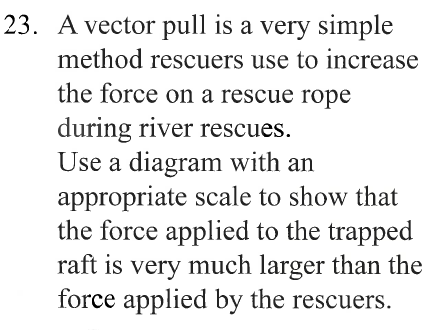 23. A vector pull is a very simple
method rescuers use to increase
the force on a rescue rope
during river rescues.
Use a diagram with an
appropriate scale to show that
the force applied to the trapped
raft is very much larger than the
force applied by the rescuers.